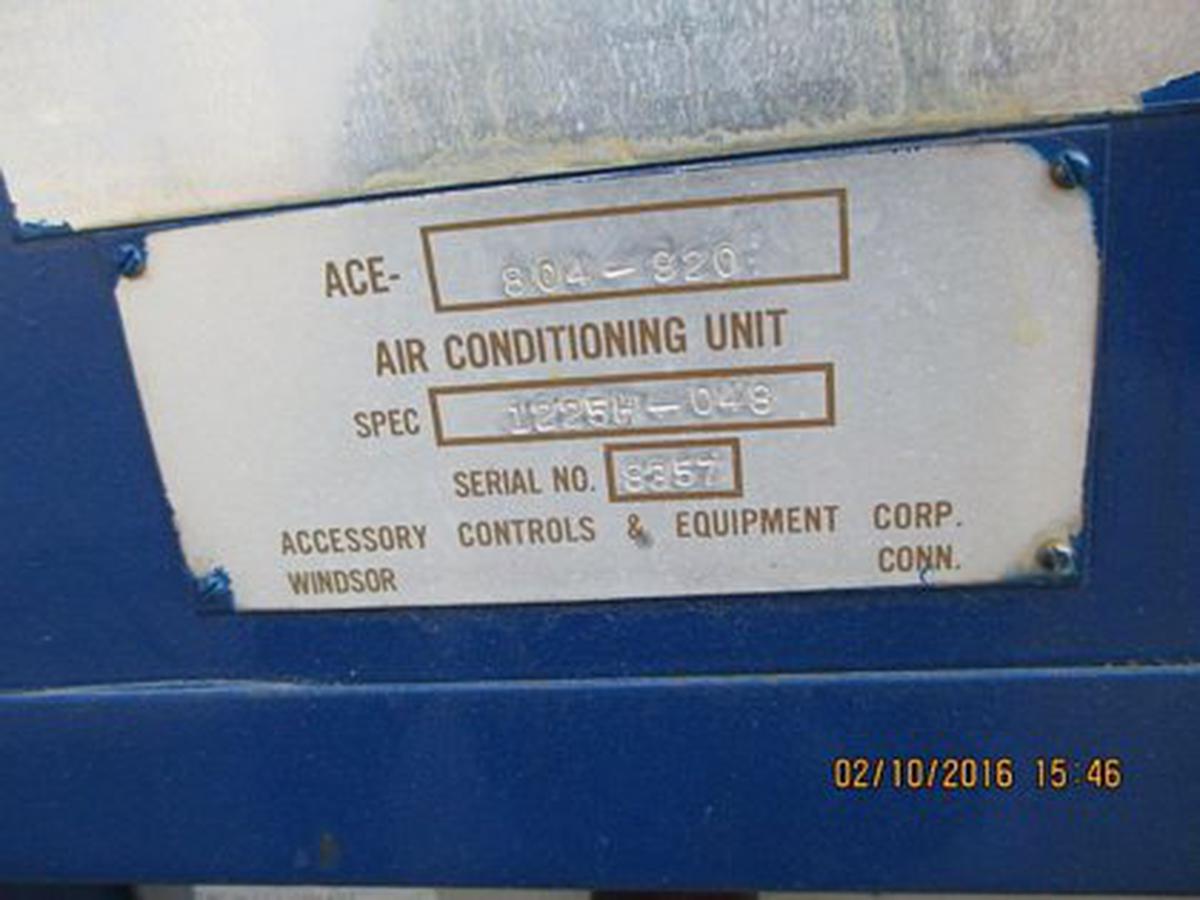 ACE- 804-920
AIR CONDITIONING UNIT
SPEC
SERIAL NO.
ACCESSORY CONTROLS & EQUIPMENT CORP.
WINDSOR CONN.
02/10/2016 15:46